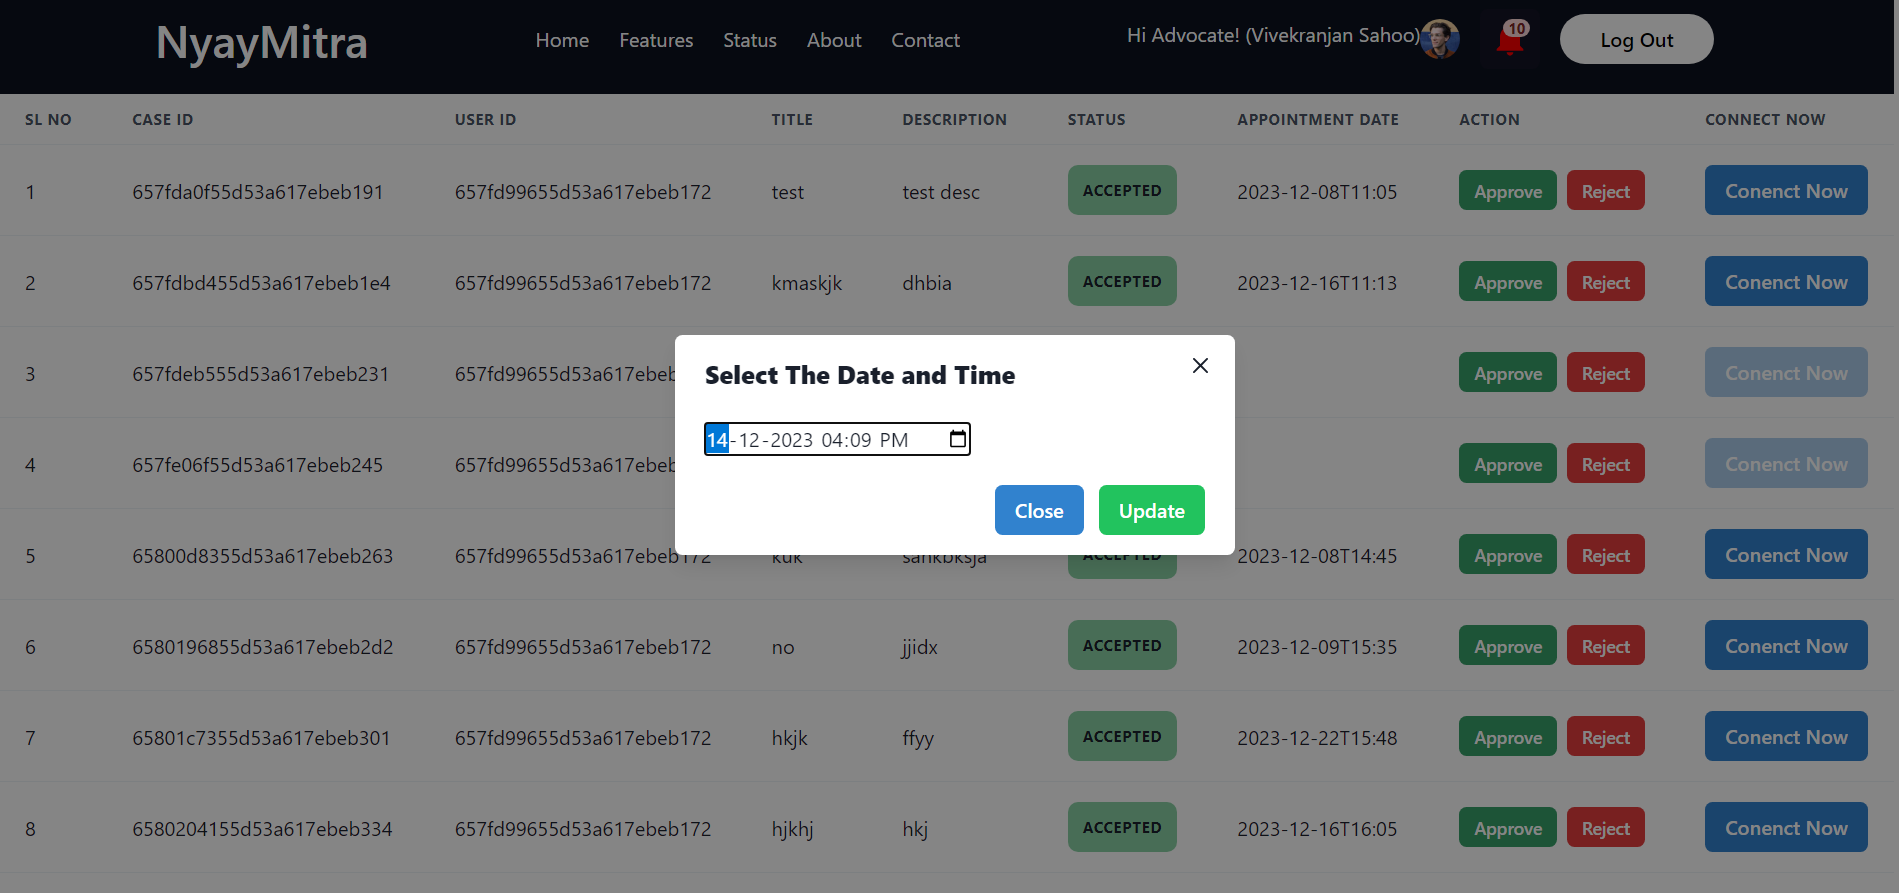 NyayMitra Home Features Status About Contact Hi Advocate! (Vivekranjan Sahoo) 10 Log Out
SL NO CASE ID USER ID TITLE DESCRIPTION STATUS APPOINTMENT DATE ACTION CONNECT NOW
1 657fda0f55d53a617ebeb191 657fd99655d53a617ebeb172 test test desc ACCEPTED 2023-12-08T11:05 Approve Reject Conenct Now
2 657fdbd455d53a617ebeb1e4 657fd99655d53a617ebeb172 kmaskjk dhbia ACCEPTED 2023-12-16T11:13 Approve Reject Conenct Now
3 657fdeb555d53a617ebeb231 657fd99655d53a617ebeb Approve Reject Conenct Now
Select The Date and Time
14-12-2023 04:09 PM
4 657fe06f55d53a617ebeb245 657fd99655d53a617ebeb Approve Reject Conenct Now
Close Update
5 65800d8355d53a617ebeb263 657fd99655d53a617ebeb172 kuk sankbksja ACCEPTED 2023-12-08T14:45 Approve Reject Conenct Now
6 6580196855d53a617ebeb2d2 657fd99655d53a617ebeb172 no jjidx ACCEPTED 2023-12-09T15:35 Approve Reject Conenct Now
7 65801c7355d53a617ebeb301 657fd99655d53a617ebeb172 hkjk ffyy ACCEPTED 2023-12-22T15:48 Approve Reject Conenct Now
8 6580204155d53a617ebeb334 657fd99655d53a617ebeb172 hjkhj hkj ACCEPTED 2023-12-16T16:05 Approve Reject Conenct Now